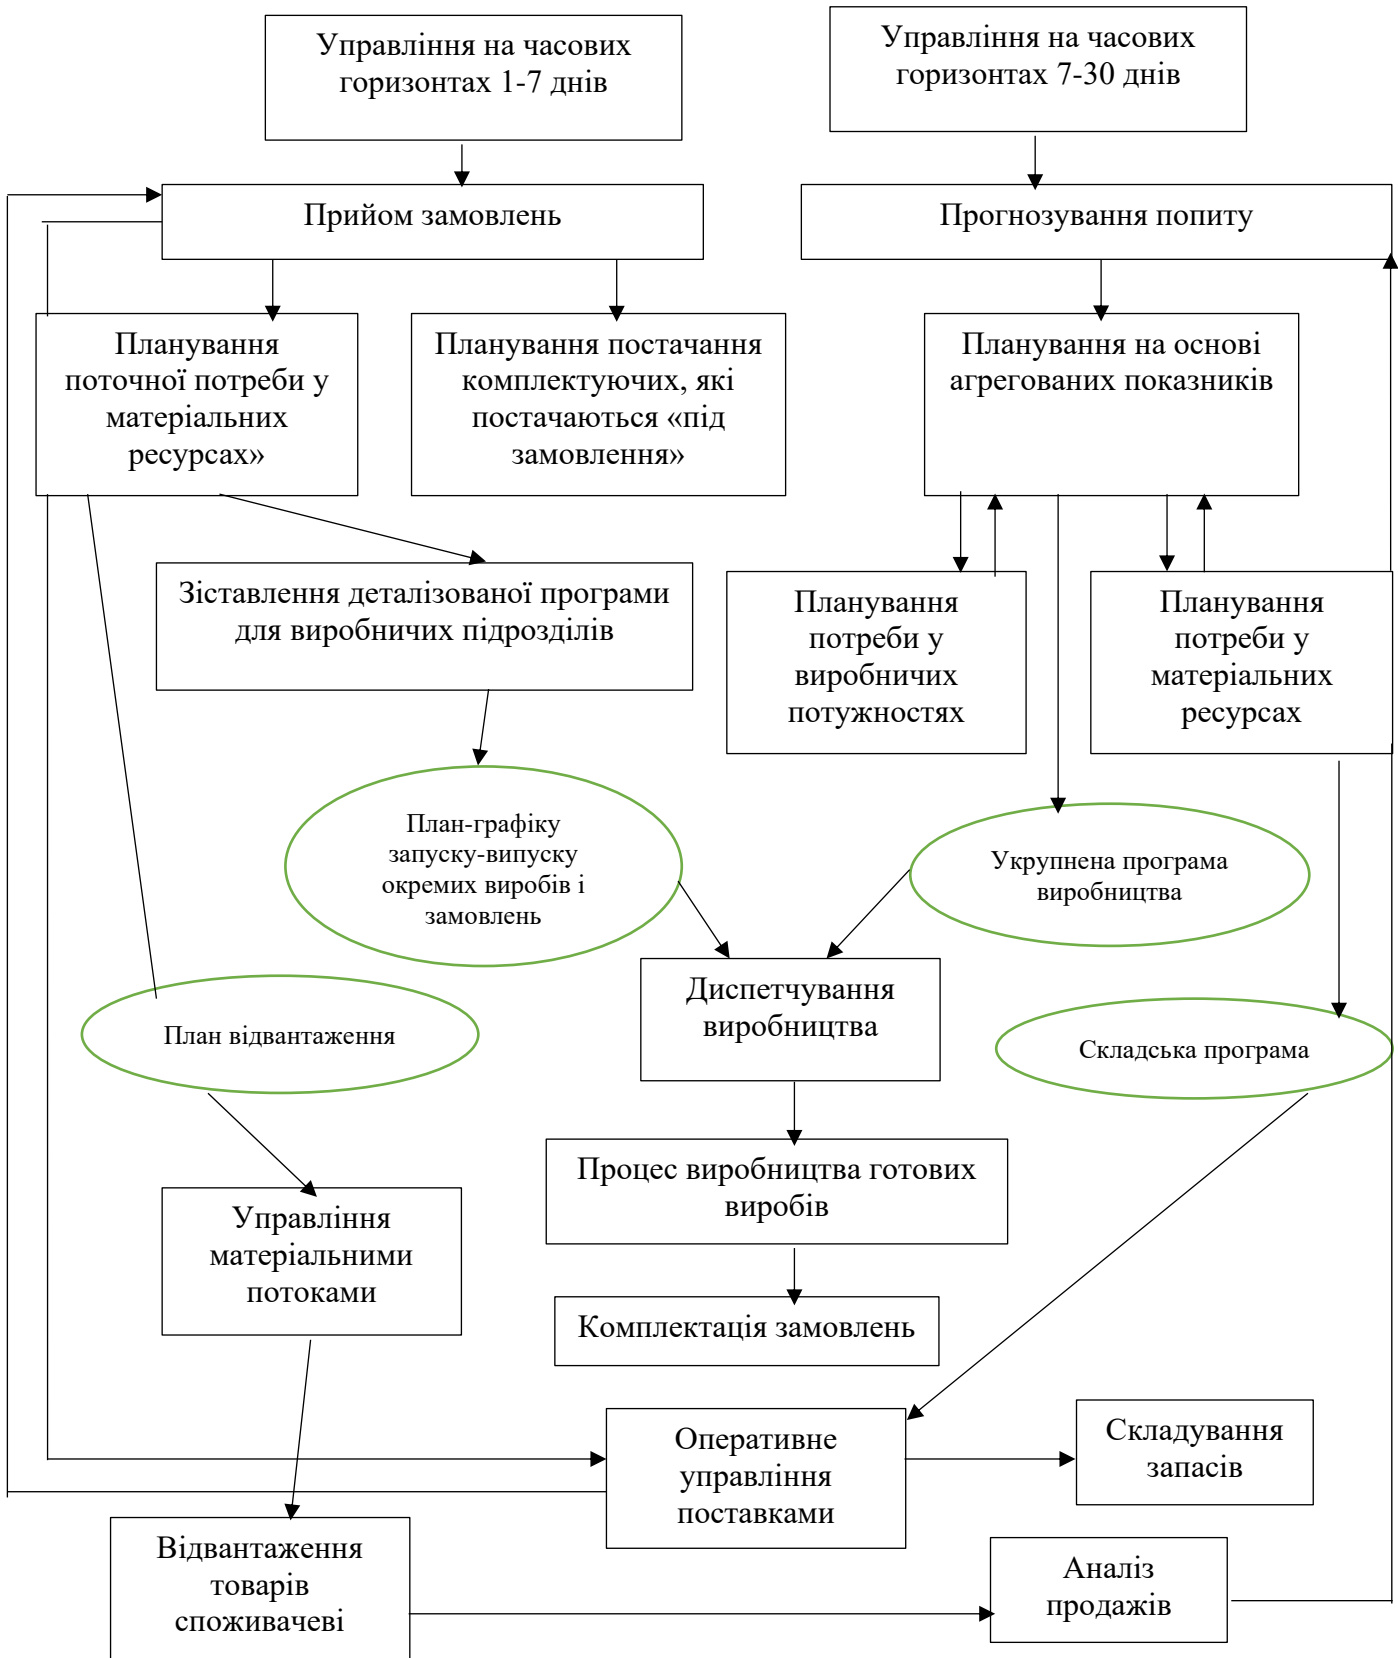 Управління на часових
горизонтах 1-7 днів
Управління на часових
горизонтах 7-30 днів
Прийом замовлень
Прогнозування попиту
Планування
поточної потреби у
матеріальних
ресурсах»
Планування постачання
комплектуючих, які
постачаються «під
замовлення»
Планування на основі
агрегованих показників
Зіставлення деталізованої програми
для виробничих підрозділів
Планування
потреби у
виробничих
потужностях
Планування
потреби у
матеріальних
ресурсах
План-графіку
запуску-випуску
окремих виробів і
замовлень
Укрупнена програма
виробництва
Диспетчування
виробництва
План відвантаження
Складська програма
Процес виробництва готових
виробів
Управління
матеріальними
потоками
Комплектація замовлень
Оперативне
управління
поставками
Складування
запасів
Відвантаження
товарів
споживачеві
Аналіз
продажів